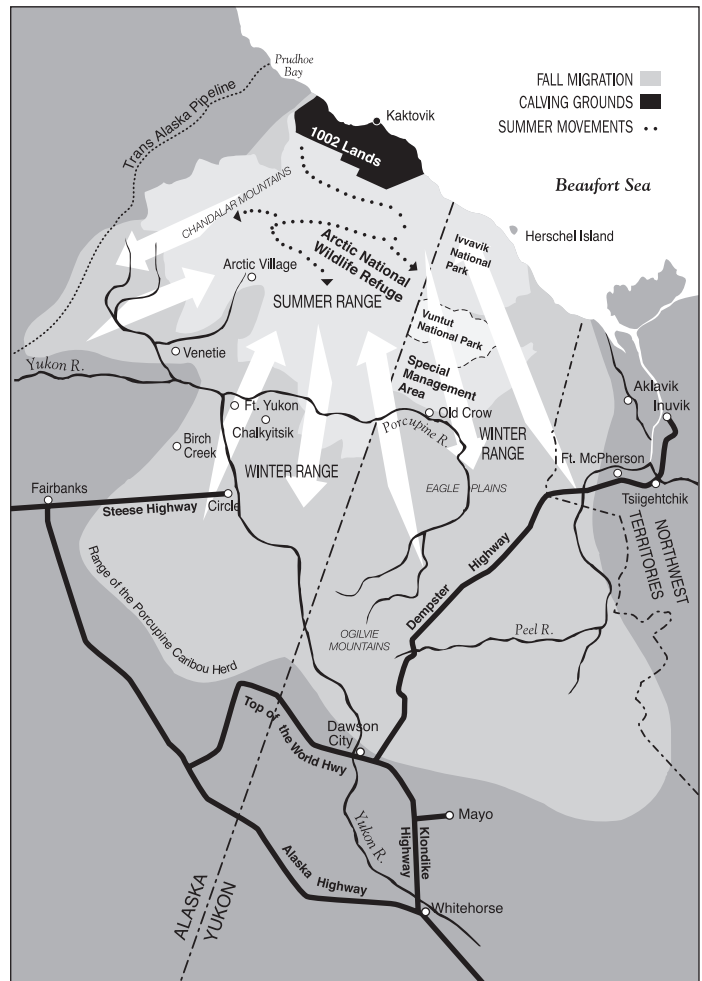 Prudhoe
Bay
FALL MIGRATION
CALVING GROUNDS
SUMMER MOVEMENTS
Trans Alaska Pipeline
Kaktovik
1002 Lands
Beaufort Sea
CHANDALAR MOUNTAINS
Herschel Island
Ivvavik
National
Park
Arctic National
Wildlife Refuge
Arctic Village
SUMMER RANGE
Vuntut
National Park
Venetie
Yukon R.
Special
Management
Area
Aklavik
Inuvik
Ft. Yukon
Chalkyitsik
Old Crow
Porcupine R.
Birch
Creek
WINTER
RANGE
Ft. McPherson
WINTER RANGE
Tsiigehtchik
Fairbanks
EAGLE PLAINS
Steese Highway
Circle
NORTHWEST
TERRITORIES
Range of the Porcupine Caribou Herd
Dempster Highway
OGILVIE
MOUNTAINS
Peel R.
Top of the World Hwy
Dawson
City
Mayo
Yukon R.
Klondike
Highway
Alaska Highway
ALASKA
YUKON
Whitehorse